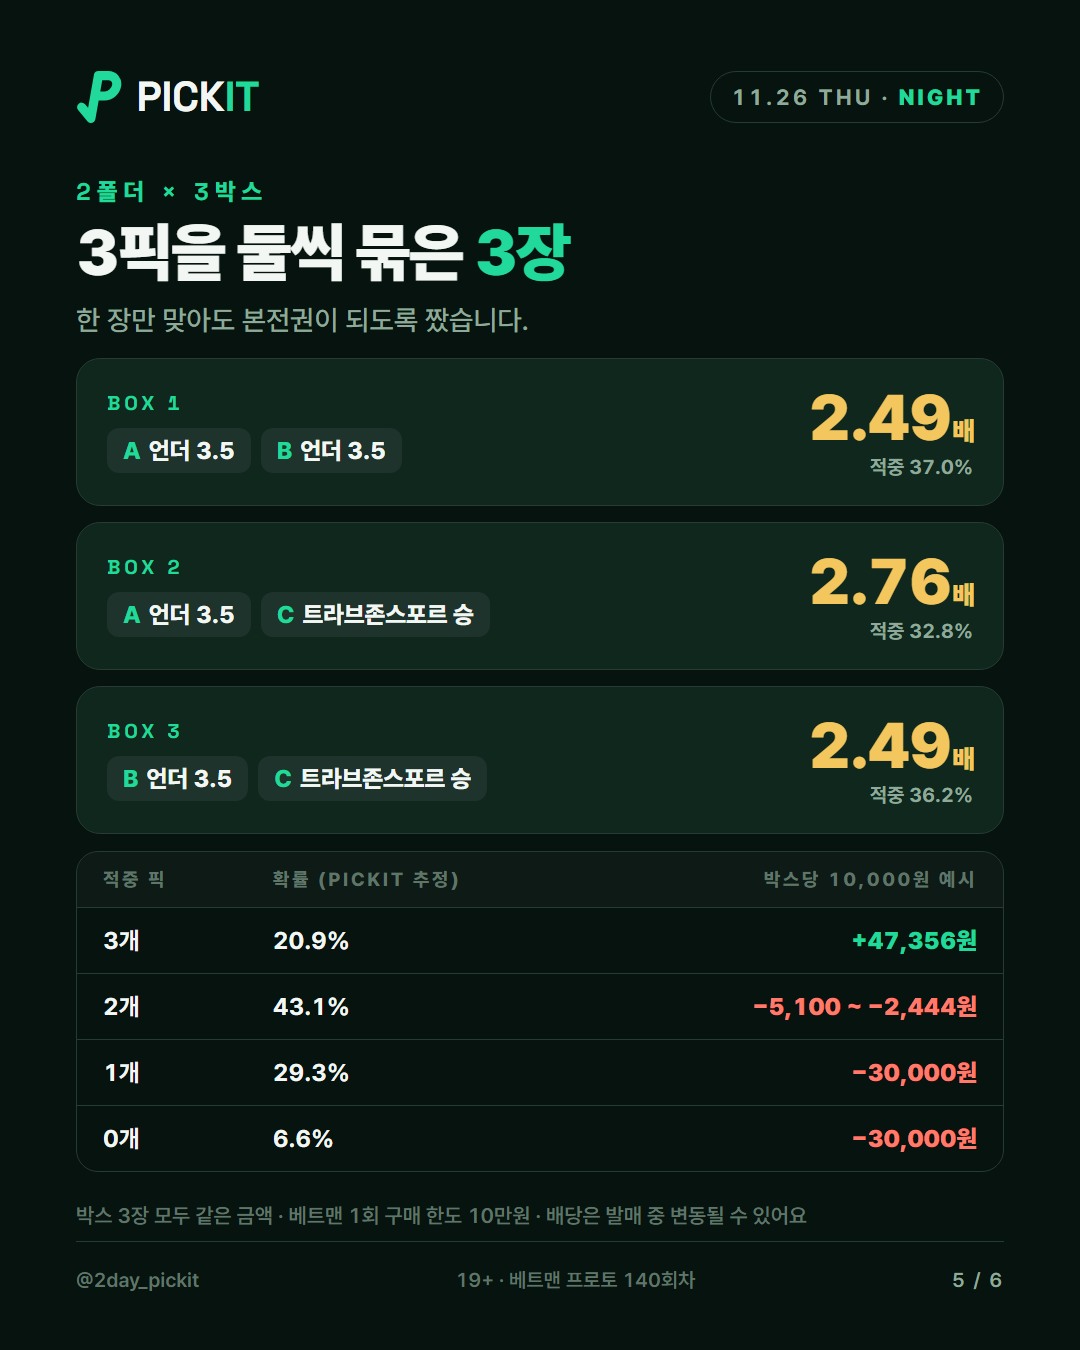 PICKIT
11.26 THU · NIGHT
2폴더 × 3박스
3픽을 둘씩 묶은 3장
한 장만 맞아도 본전권이 되도록 짰습니다.
BOX 1
A 언더 3.5 B 언더 3.5
2.49배
적중 37.0%
BOX 2
A 언더 3.5 C 트라브존스포르 승
2.76배
적중 32.8%
BOX 3
B 언더 3.5 C 트라브존스포르 승
2.49배
적중 36.2%
적중 픽 확률 (PICKIT 추정) 박스당 10,000원 예시
3개 20.9% +47,356원
2개 43.1% −5,100 ~ −2,444원
1개 29.3% −30,000원
0개 6.6% −30,000원
박스 3장 모두 같은 금액 · 베트맨 1회 구매 한도 10만원 · 배당은 발매 중 변동될 수 있어요
@2day_pickit 19+ · 베트맨 프로토 140회차 5 / 6